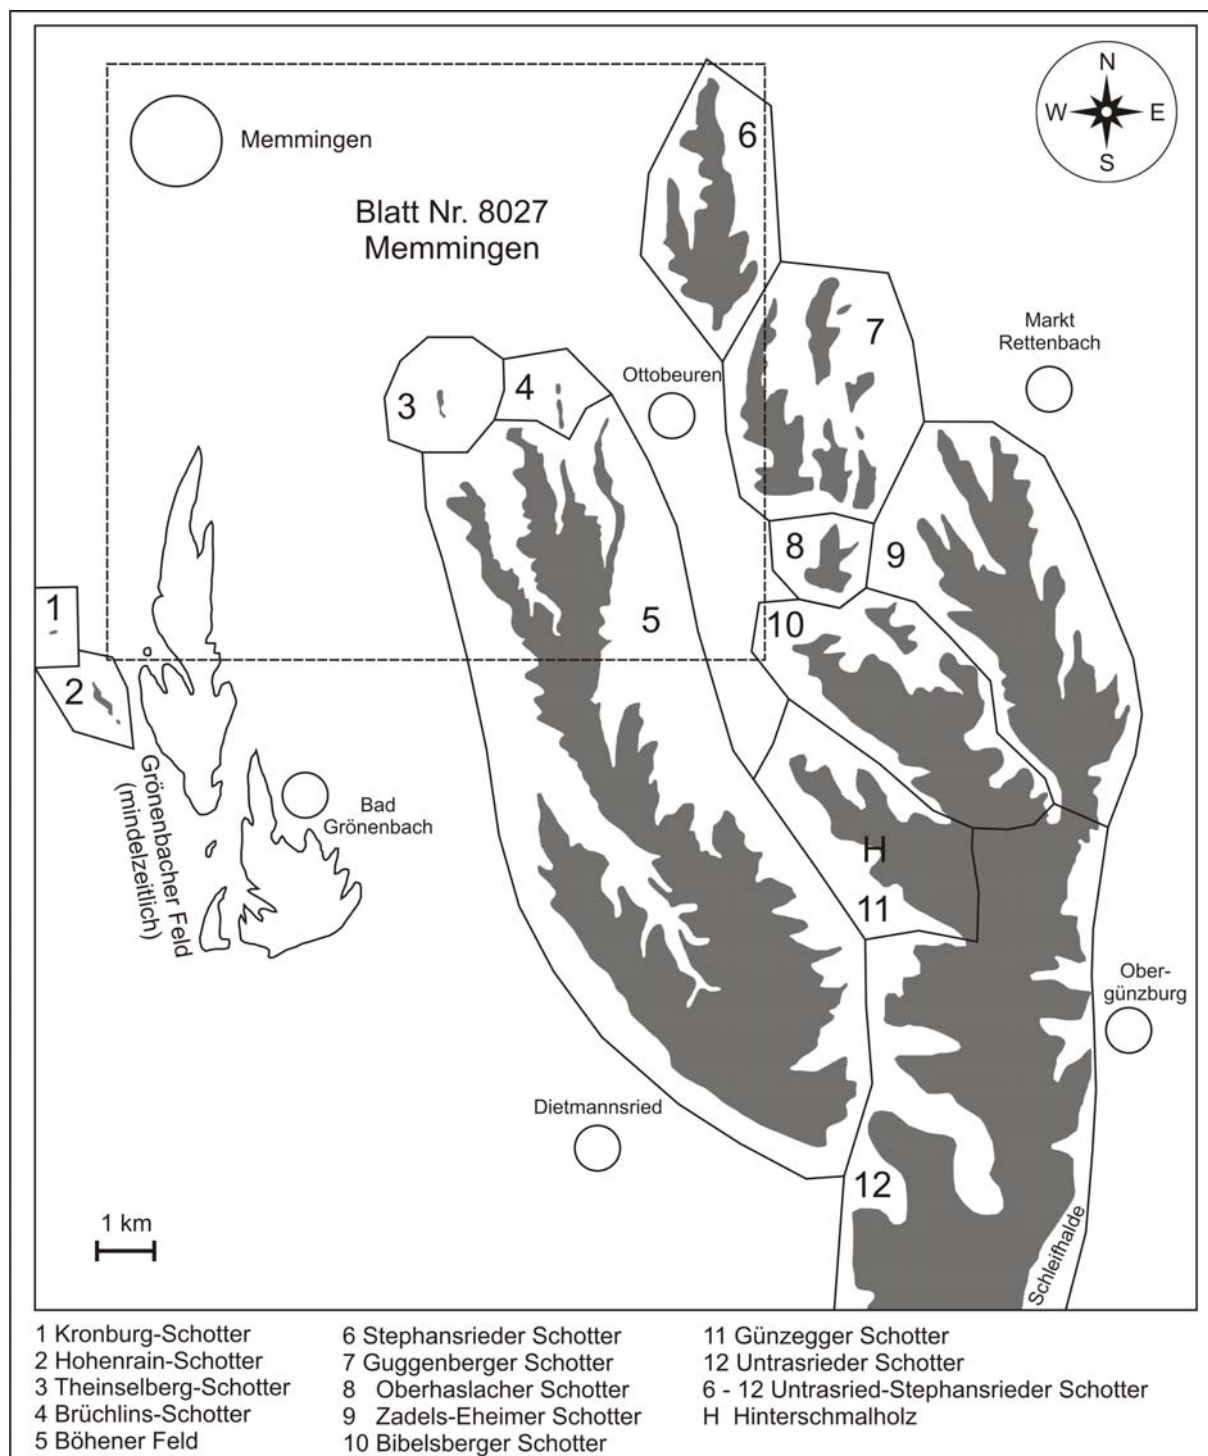 N
W E
S
Memmingen
Blatt Nr. 8027
Memmingen
6
7
Markt
Rettenbach
Ottobeuren
3
4
8
9
1
5
10
2
Grönenbacher Feld
(mindelzeitlich)
Bad
Grönenbach
H
11
Ober-
günzburg
Dietmannsried
12
1 km
Schleifhalde
1 Kronburg-Schotter
2 Hohenrain-Schotter
3 Theinselberg-Schotter
4 Brüchlins-Schotter
5 Böhener Feld
6 Stephansrieder Schotter
7 Guggenberger Schotter
8 Oberhaslacher Schotter
9 Zadels-Eheimer Schotter
10 Bibelsberger Schotter
11 Günzegger Schotter
12 Untrasrieder Schotter
6 - 12 Untrasried-Stephansrieder Schotter
H Hinterschmalholz